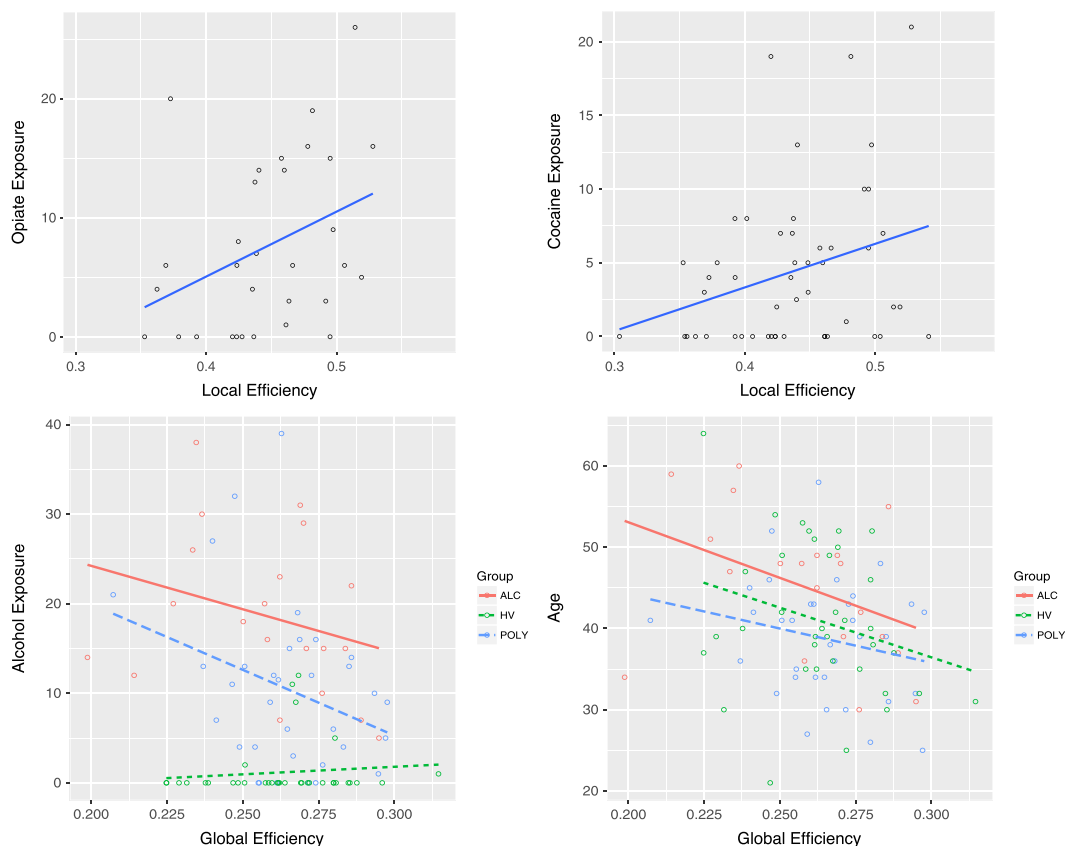 Opiate Exposure
20
10
0
0.3 0.4 0.5
Local Efficiency
Cocaine Exposure
20
15
10
5
0
0.3 0.4 0.5
Local Efficiency
Alcohol Exposure
40
30
20
10
0
0.200 0.225 0.250 0.275 0.300
Global Efficiency
Group
ALC
HV
POLY
Age
60
50
40
30
20
0.200 0.225 0.250 0.275 0.300
Global Efficiency
Group
ALC
HV
POLY